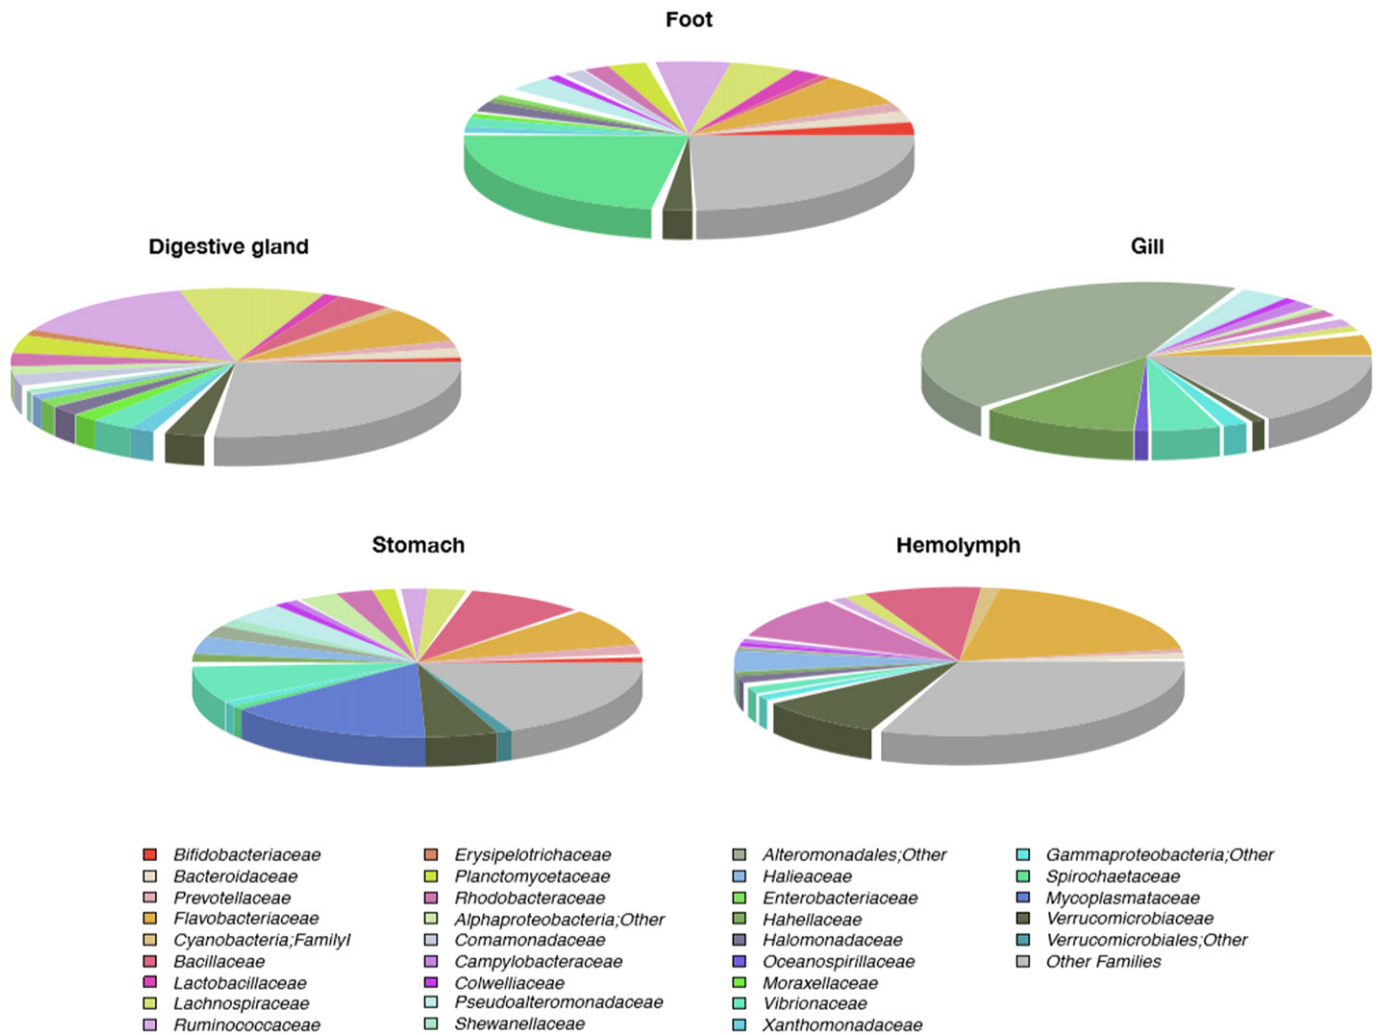 Foot
Digestive gland
Gill
Stomach
Hemolymph
Bifidobacteriaceae
Bacteroidaceae
Prevotellaceae
Flavobacteriaceae
Cyanobacteria;FamilyI
Bacillaceae
Lactobacillaceae
Lachnospiraceae
Ruminococcaceae
Erysipelotrichaceae
Planctomycetaceae
Rhodobacteraceae
Alphaproteobacteria;Other
Comamonadaceae
Campylobacteraceae
Colwelliaceae
Pseudoalteromonadaceae
Shewanellaceae
Alteromonadales;Other
Halieaceae
Enterobacteriaceae
Hahellaceae
Halomonadaceae
Oceanospirillaceae
Moraxellaceae
Vibrionaceae
Xanthomonadaceae
Gammaproteobacteria;Other
Spirochaetaceae
Mycoplasmataceae
Verrucomicrobiaceae
Verrucomicrobiales;Other
Other Families